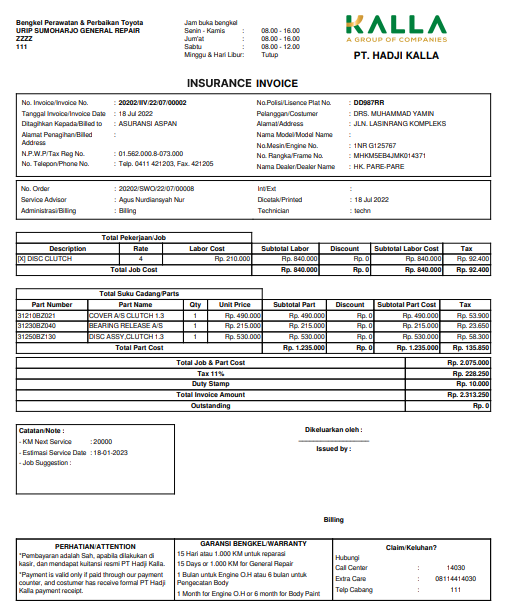 Bengkel Perawatan & Perbaikan Toyota
URIP SUMOHARJO GENERAL REPAIR
ZZZZ
111
Jam buka bengkel
Senin - Kamis : 08.00 - 16.00
Jum'at : 08.00 - 16.00
Sabtu : 08.00 - 12.00
Minggu & Hari Libur: Tutup
KALLA
A GROUP OF COMPANIES
PT. HADJI KALLA
INSURANCE INVOICE
No. Invoice/Invoice No. : 20202/IIV/22/07/00002
Tanggal Invoice/Invoice Date : 18 Jul 2022
Ditagihkan Kepada/Billed to : ASURANSI ASPAN
Alamat Penagihan/Billed Address :
N.P.W.P/Tax Reg No. : 01.562.000.8-073.000
No. Telepon/Phone No. : Telp. 0411 421203, Fax. 421205
No.Polisi/Lisence Plat No. : DD987RR
Pelanggan/Costumer : DRS. MUHAMMAD YAMIN
Alamat/Address : JLN. LASINRANG KOMPLEKS
Nama Model/Model Name :
No.Mesin/Engine No. : 1NR G125767
No. Rangka/Frame No. : MHKM5EB4JMK014371
Nama Dealer/Dealer Name : HK. PARE-PARE
No. Order : 20202/SWO/22/07/00008
Service Advisor : Agus Nurdiansyah Nur
Administrasi/Billing : Billing
Int/Ext :
Dicetak/Printed : 18 Jul 2022
Technician : techn
Total Pekerjaan/Job
Description Rate Labor Cost Subtotal Labor Discount Subtotal Labor Cost Tax
[X] DISC CLUTCH 4 Rp. 210.000 Rp. 840.000 Rp. 0 Rp. 840.000 Rp. 92.400
Total Job Cost Rp. 840.000 Rp. 0 Rp. 840.000 Rp. 92.400
Total Suku Cadang/Parts
Part Number Part Name Qty Unit Price Subtotal Part Discount Subtotal Part Cost Tax
31210BZ021 COVER A/S CLUTCH 1.3 1 Rp. 490.000 Rp. 490.000 Rp. 0 Rp. 490.000 Rp. 53.900
31230BZ040 BEARING RELEASE A/S 1 Rp. 215.000 Rp. 215.000 Rp. 0 Rp. 215.000 Rp. 23.650
31250BZ130 DISC ASSY,CLUTCH 1.3 1 Rp. 530.000 Rp. 530.000 Rp. 0 Rp. 530.000 Rp. 58.300
Total Part Cost Rp. 1.235.000 Rp. 0 Rp. 1.235.000 Rp. 135.850
Total Job & Part Cost Rp. 2.075.000
Tax 11% Rp. 228.250
Duty Stamp Rp. 10.000
Total Invoice Amount Rp. 2.313.250
Outstanding Rp. 0
Catatan/Note :
- KM Next Service : 20000
- Estimasi Service Date : 18-01-2023
- Job Suggestion :
Dikeluarkan oleh :
Issued by :
Billing
PERHATIAN/ATTENTION
*Pembayaran adalah Sah, apabila dilakukan di
kasir, dan mendapat kuitansi resmi PT Hadji Kalla.
*Payment is valid only if paid through our payment
counter, and costumer has receive formal PT Hadji
Kalla payment receipt.
GARANSI BENGKEL/WARRANTY
15 Hari atau 1.000 KM untuk reparasi
15 Days or 1.000 KM for General Repair
1 Bulan untuk Engine O.H atau 6 bulan untuk
Pengecatan Body
1 Month for Engine O.H or 6 month for Body Paint
Claim/Keluhan?
Hubungi
Call Center : 14030
Extra Care : 08114414030
Telp Cabang : 111